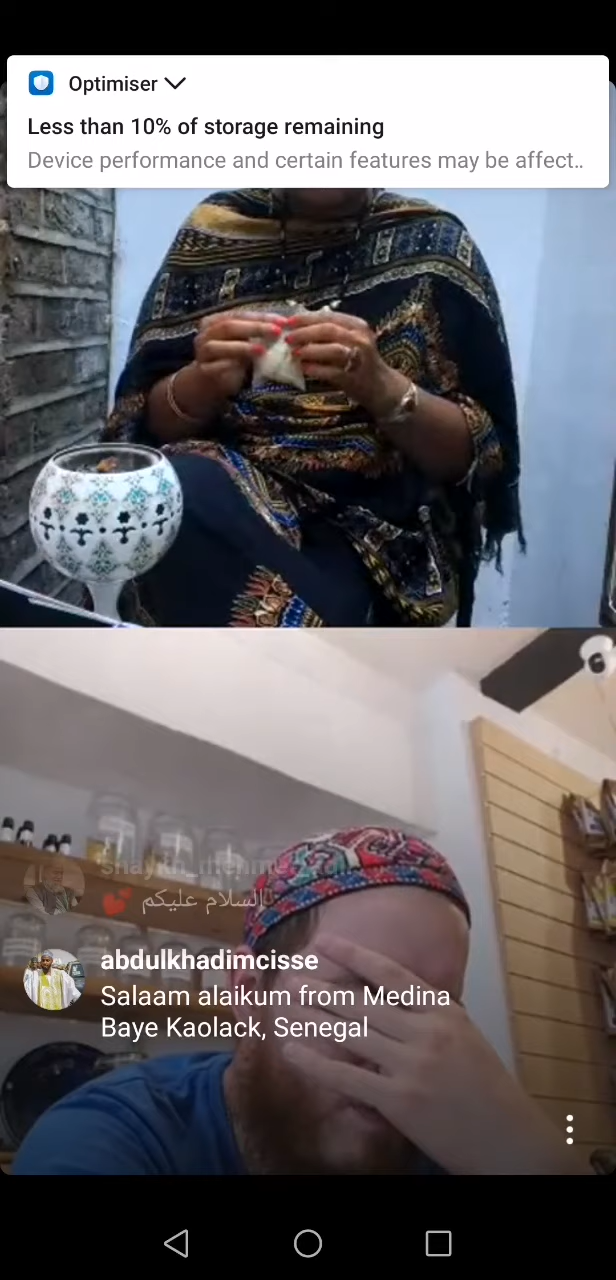 Optimiser
Less than 10% of storage remaining
Device performance and certain features may be affect..
السلام عليكم
abdulkhadimcisse
Salaam alaikum from Medina
Baye Kaolack, Senegal